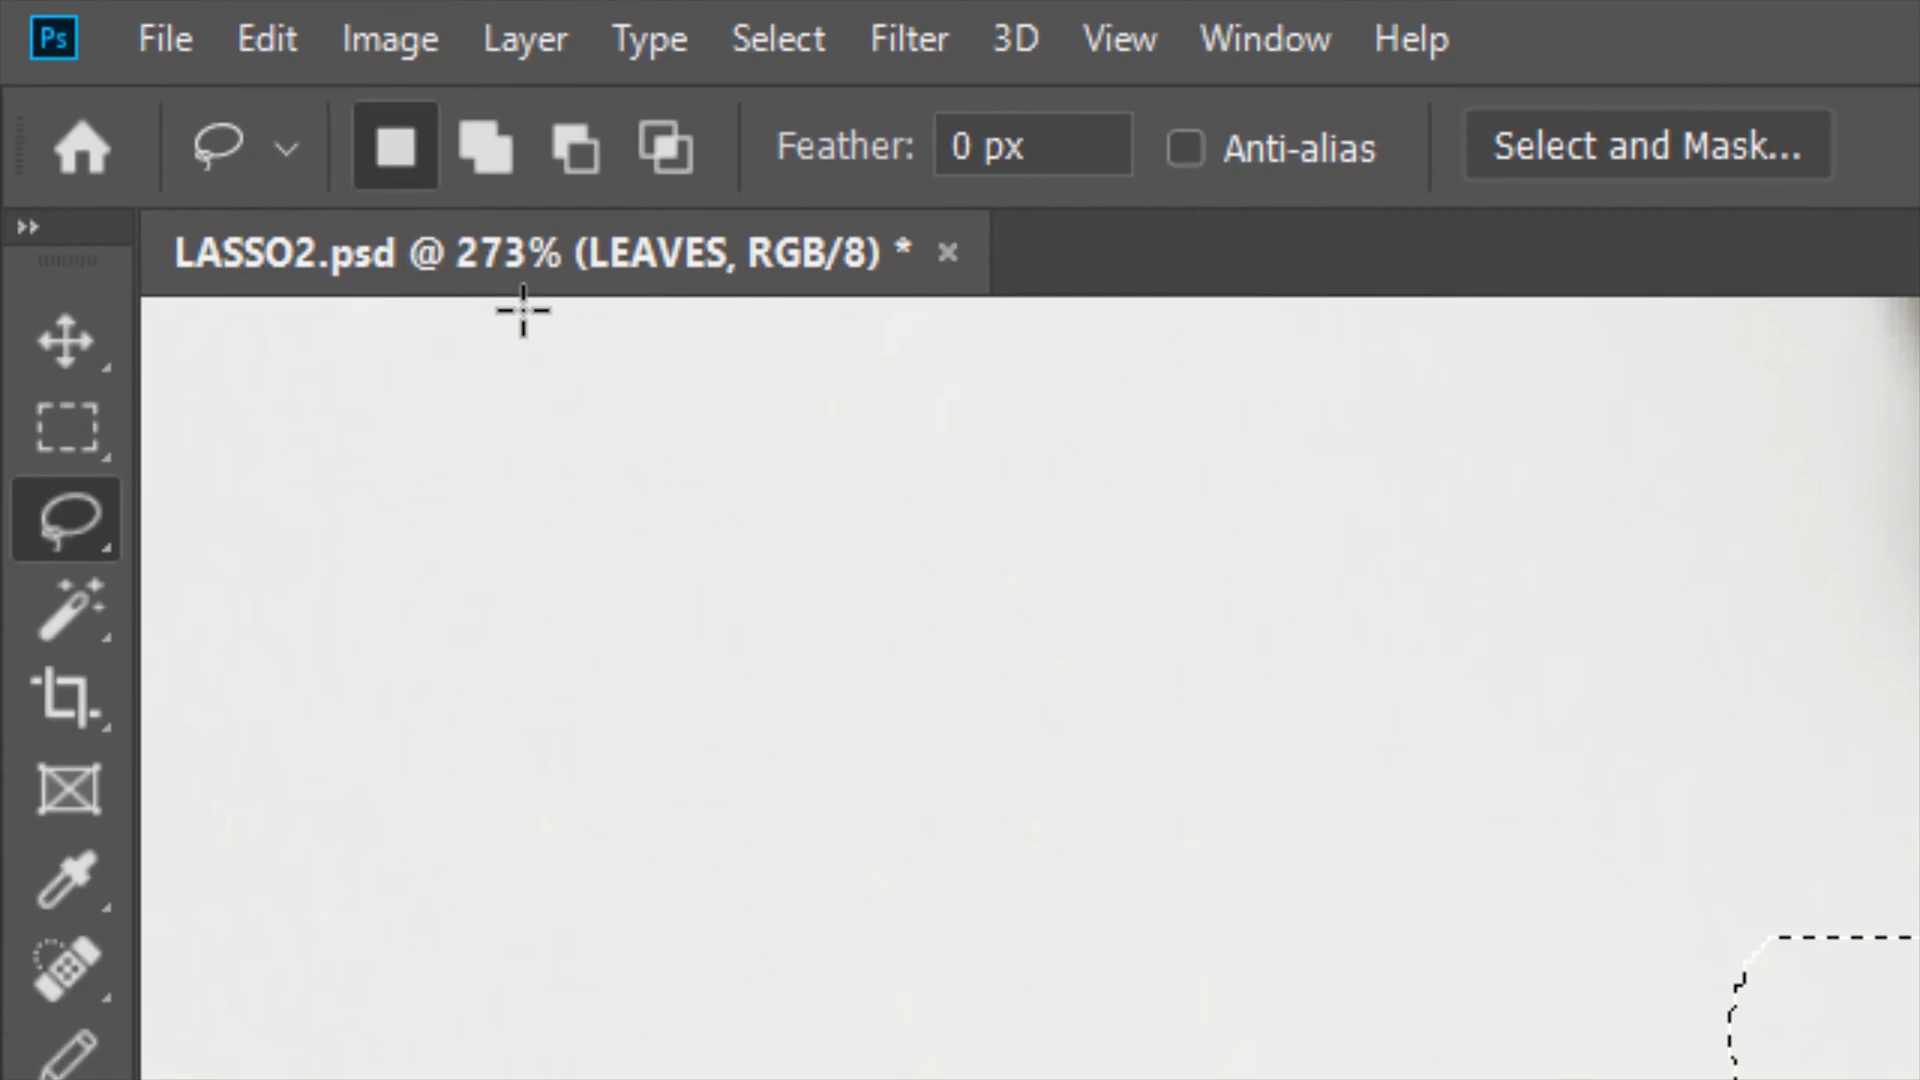 Ps File Edit Image Layer Type Select Filter 3D View Window Help
Feather: 0 px Anti-alias Select and Mask...
LASSO2.psd @ 273% (LEAVES, RGB/8) * ×